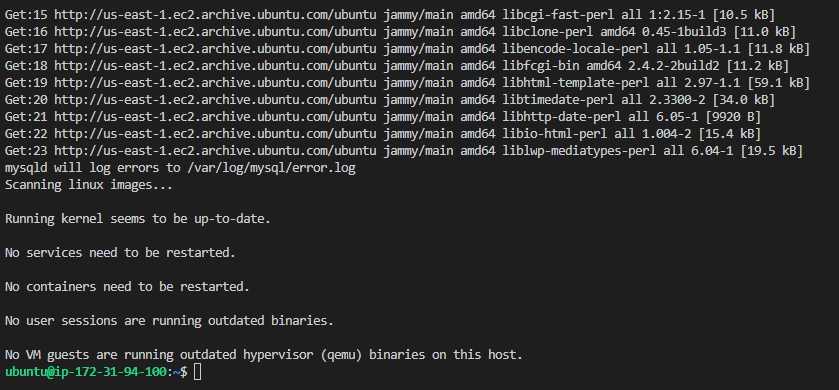 Get:15 http://us-east-1.ec2.archive.ubuntu.com/ubuntu jammy/main amd64 libcgi-fast-perl all 1:2.15-1 [10.5 kB]
Get:16 http://us-east-1.ec2.archive.ubuntu.com/ubuntu jammy/main amd64 libclone-perl amd64 0.45-1build3 [11.0 kB]
Get:17 http://us-east-1.ec2.archive.ubuntu.com/ubuntu jammy/main amd64 libencode-locale-perl all 1.05-1.1 [11.8 kB]
Get:18 http://us-east-1.ec2.archive.ubuntu.com/ubuntu jammy/main amd64 libfcgi-bin amd64 2.4.2-2build2 [11.2 kB]
Get:19 http://us-east-1.ec2.archive.ubuntu.com/ubuntu jammy/main amd64 libhtml-template-perl all 2.97-1.1 [59.1 kB]
Get:20 http://us-east-1.ec2.archive.ubuntu.com/ubuntu jammy/main amd64 libtimedate-perl all 2.3300-2 [34.0 kB]
Get:21 http://us-east-1.ec2.archive.ubuntu.com/ubuntu jammy/main amd64 libhttp-date-perl all 6.05-1 [9920 B]
Get:22 http://us-east-1.ec2.archive.ubuntu.com/ubuntu jammy/main amd64 libio-html-perl all 1.004-2 [15.4 kB]
Get:23 http://us-east-1.ec2.archive.ubuntu.com/ubuntu jammy/main amd64 liblwp-mediatypes-perl all 6.04-1 [19.5 kB]
mysqld will log errors to /var/log/mysql/error.log
Scanning linux images...
Running kernel seems to be up-to-date.
No services need to be restarted.
No containers need to be restarted.
No user sessions are running outdated binaries.
No VM guests are running outdated hypervisor (qemu) binaries on this host.
ubuntu@ip-172-31-94-100:~$